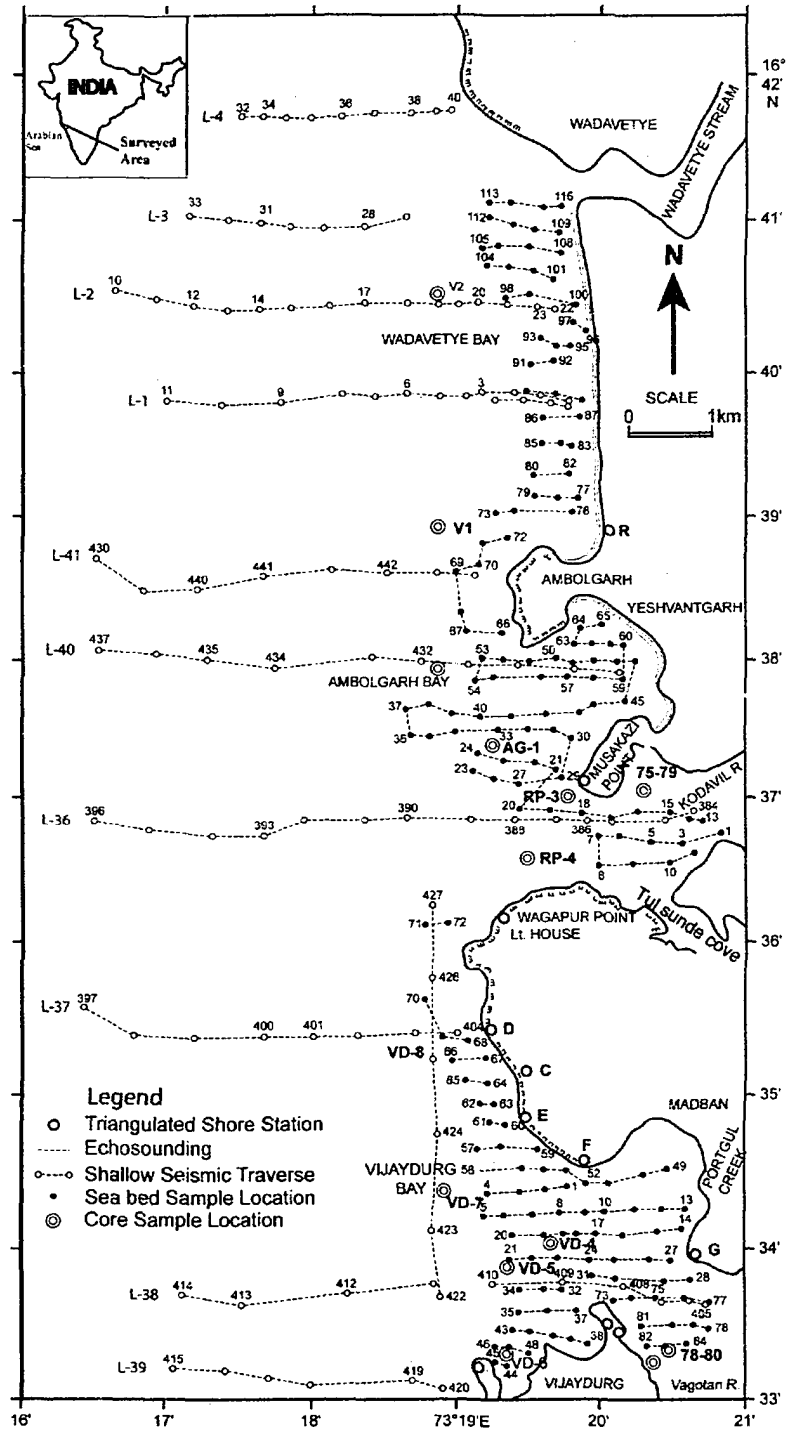 INDIA
Arabian
Sea
Surveyed
Area
16°
42'
N
32 34 36 38 40
L-4
WADAVETYE
WADAVETYE STREAM
33 31 28
L-3
113 116
112 109
105 108
104 101
41'
N
10 12 14 17 20 23 22
L-2
V2
98 100
97
93 95
91 92
WADAVETYE BAY
40'
11 9 6 3
L-1
SCALE
0 1km
86 87
85 83
80 82
79 77
73 78
72
V1
R
39'
430 440 441 442
L-41
69 70
AMBOLGARH
YESHVANTGARH
67 66
64 65
63 60
437 435 434 432
L-40
53 50
38'
AMBOLGARH BAY
54 57 59
45
37 40
35 33 30
AG-1
24 21
23 27 29
MUSAKAZI
POINT
75-79
RP-3
KODAVIL R
37'
396 393 390 388 386 384
L-36
20 18 15 13
7 5 3 1
8 10
RP-4
Tulsunde cove
427
71 72
WAGAPUR POINT
Lt. HOUSE
36'
426
397 400 401 404
L-37
70
D
68
VD-8
66 67
C
65 64
35'
62 63
E
61 60
MADBAN
F
424
57 59
58 52 49
PORTGUL
CREEK
VIJAYDURG
BAY
VD-7
4 1
5 8 10 13
423
20 17 14
VD-4
G
34'
21 24 27
VD-5
410 409 408
31 28
414 413 412 422
L-38
34 32 73 75 77
35 37
405
81 78
43 38
46 48
82 84
45 44
VD-6
78-80
415 419 420
L-39
VIJAYDURG
Vagotan R.
33'
Legend
Triangulated Shore Station
Echosounding
Shallow Seismic Traverse
Sea bed Sample Location
Core Sample Location
16' 17' 18' 73°19'E 20' 21'